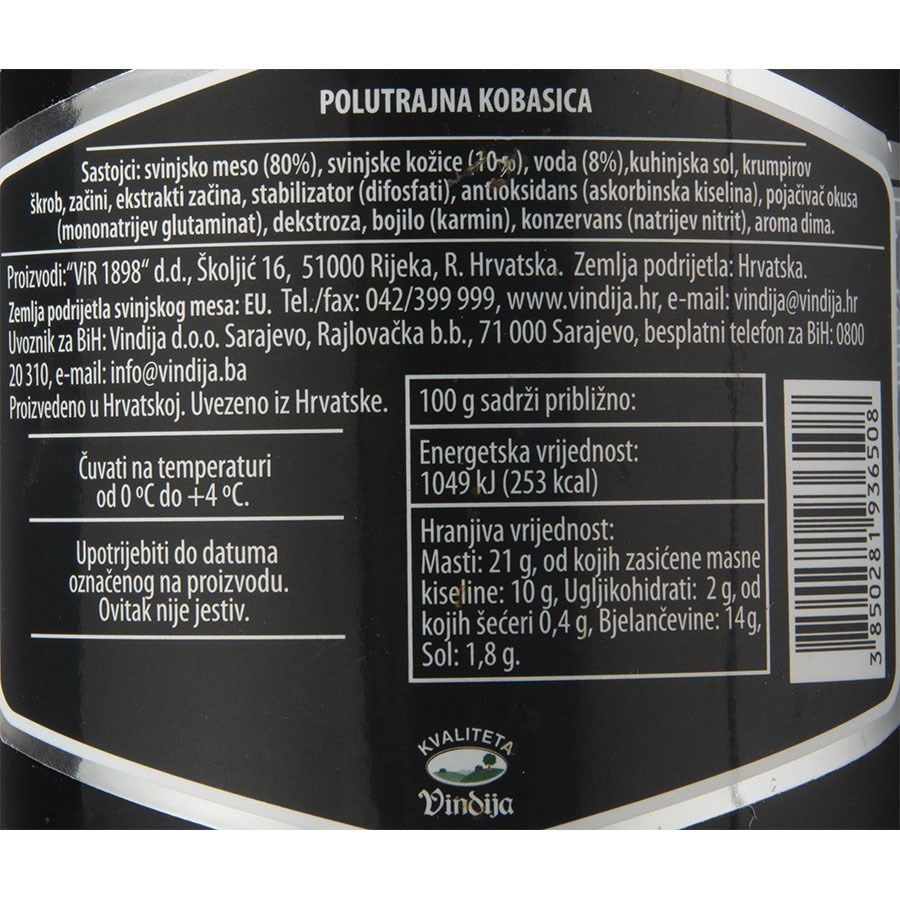 POLUTRAJNA KOBASICA
Sastojci: svinjsko meso (80%), svinjske kožice (10%), voda (8%),kuhinjska sol, krumpirov
škrob, začini, ekstrakti začina, stabilizator (difosfati), antioksidans (askorbinska kiselina), pojačivač okusa
(mononatrijev glutaminat), dekstroza, bojilo (karmin), konzervans (natrijev nitrit), aroma dima.
Proizvodi:"ViR 1898" d.d., Školjić 16, 51000 Rijeka, R. Hrvatska. Zemlja podrijetla: Hrvatska.
Zemlja podrijetla svinjskog mesa: EU. Tel./fax: 042/399 999, www.vindija.hr, e-mail: vindija@vindija.hr
Uvoznik za BiH: Vindija d.o.o. Sarajevo, Rajlovačka b.b., 71 000 Sarajevo, besplatni telefon za BiH: 0800
20 310, e-mail: info@vindija.ba
Proizvedeno u Hrvatskoj. Uvezeno iz Hrvatske.
Čuvati na temperaturi
od 0 ºC do +4 ºC.
Upotrijebiti do datuma
označenog na proizvodu.
Ovitak nije jestiv.
100 g sadrži približno:
Energetska vrijednost:
1049 kJ (253 kcal)
Hranjiva vrijednost:
Masti: 21 g, od kojih zasićene masne
kiseline: 10 g, Ugljikohidrati: 2 g, od
kojih šećeri 0,4 g, Bjelančevine: 14g,
Sol: 1,8 g.
3 850281 936508
KVALITETA
Vindija